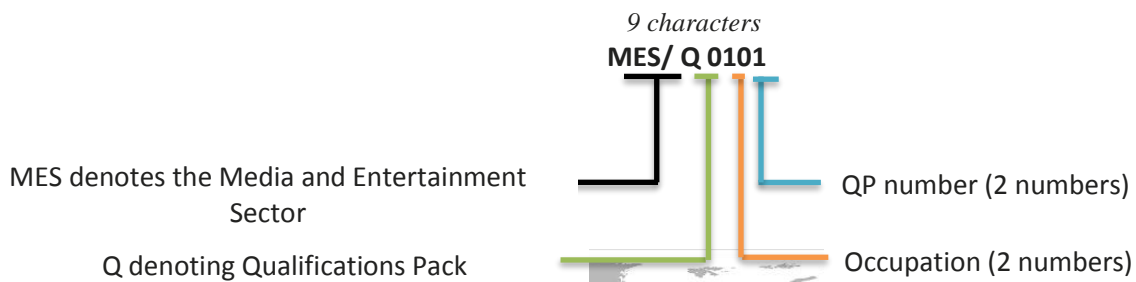 9 characters
MES/ Q 0101
MES denotes the Media and Entertainment
Sector
QP number (2 numbers)
Q denoting Qualifications Pack
Occupation (2 numbers)